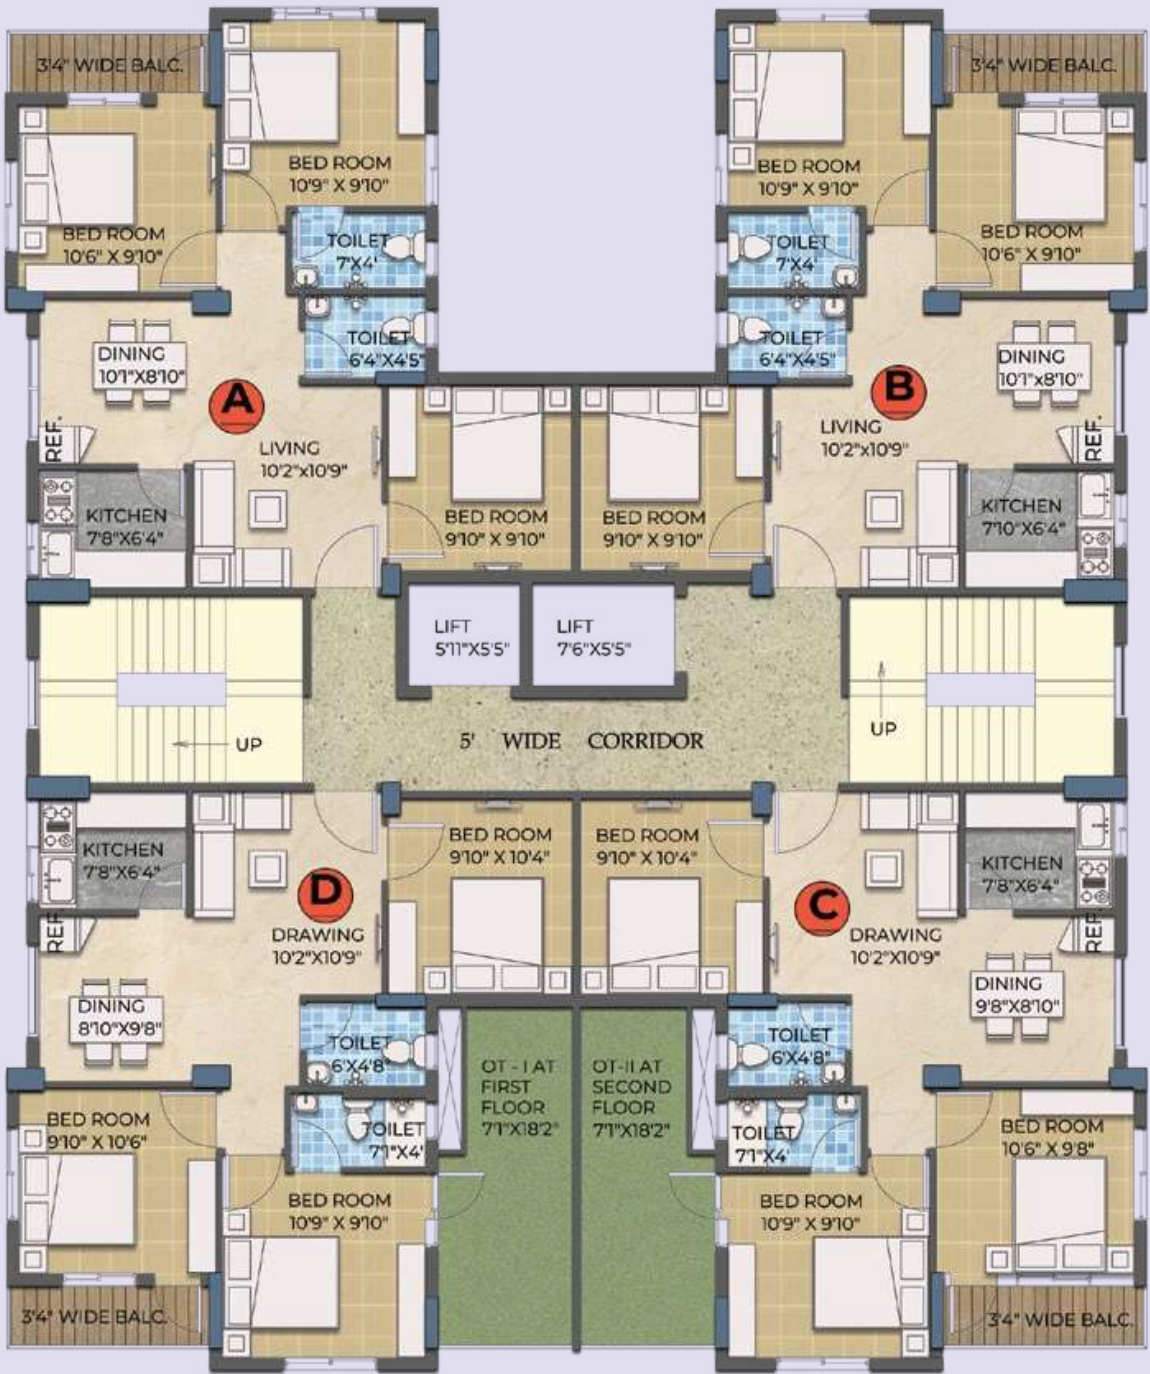 3'4" WIDE BALC.
BED ROOM
10'9" X 9'10"
BED ROOM
10'6" X 9'10"
TOILET
7'X4'
TOILET
6'4"X4'5"
DINING
10'1"X8'10"
A
REF.
LIVING
10'2"x10'9"
KITCHEN
7'8"X6'4"
BED ROOM
9'10" X 9'10"
3'4" WIDE BALC.
BED ROOM
10'9" X 9'10"
BED ROOM
10'6" X 9'10"
TOILET
7'X4'
TOILET
6'4"X4'5"
DINING
10'1"x8'10"
B
REF.
LIVING
10'2"x10'9"
KITCHEN
7'10"X6'4"
BED ROOM
9'10" X 9'10"
LIFT
5'11"X5'5"
LIFT
7'6"X5'5"
UP
5' WIDE CORRIDOR
UP
KITCHEN
7'8"X6'4"
BED ROOM
9'10" X 10'4"
D
REF.
DRAWING
10'2"X10'9"
DINING
8'10"X9'8"
TOILET
6'X4'8"
TOILET
7'1"X4'
BED ROOM
9'10" X 10'6"
BED ROOM
10'9" X 9'10"
3'4" WIDE BALC.
OT - I AT
FIRST
FLOOR
7'1"X18'2"
OT-II AT
SECOND
FLOOR
7'1"X18'2"
BED ROOM
9'10" X 10'4"
KITCHEN
7'8"X6'4"
C
REF.
DRAWING
10'2"X10'9"
DINING
9'8"X8'10"
TOILET
6'X4'8"
TOILET
7'1"X4'
BED ROOM
10'6" X 9'8"
BED ROOM
10'9" X 9'10"
3'4" WIDE BALC.